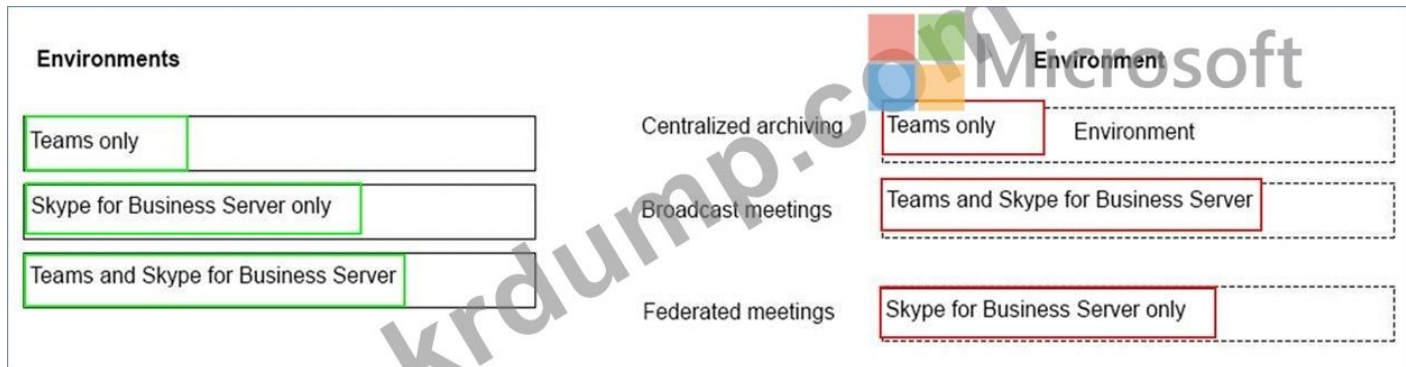 Environments
Teams only
Skype for Business Server only
Teams and Skype for Business Server
Microsoft
Environment
Centralized archiving
Teams only
Environment
Broadcast meetings
Teams and Skype for Business Server
Federated meetings
Skype for Business Server only
krdump.com